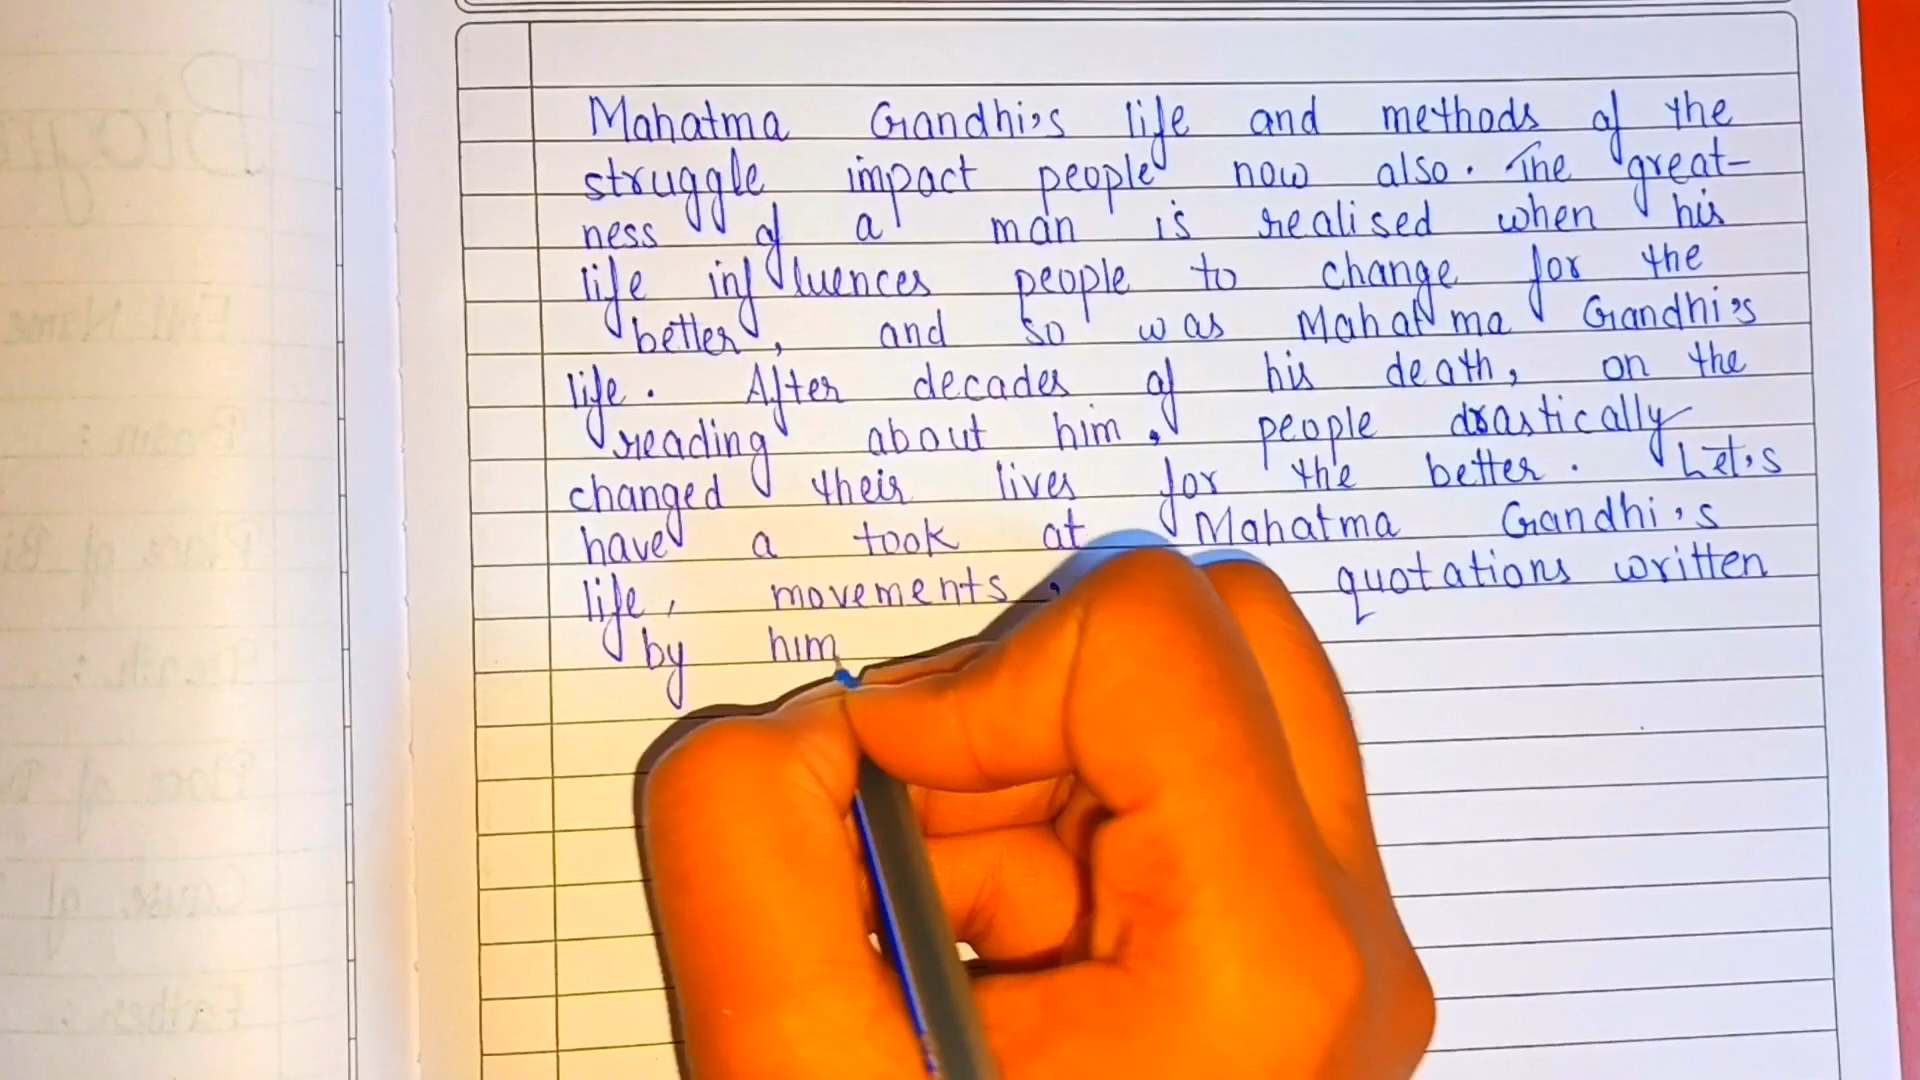 Mahatma Gandhi's life and methods of the
struggle impact people now also. The great-
ness of a man is realised when his
life influences people to change for the
better, and so was Mahatma Gandhi's
life. After decades of his death, on the
reading about him, people drastically
changed their lives for the better. Let's
have a took at Mahatma Gandhi's
life, movements, quotations written
by him